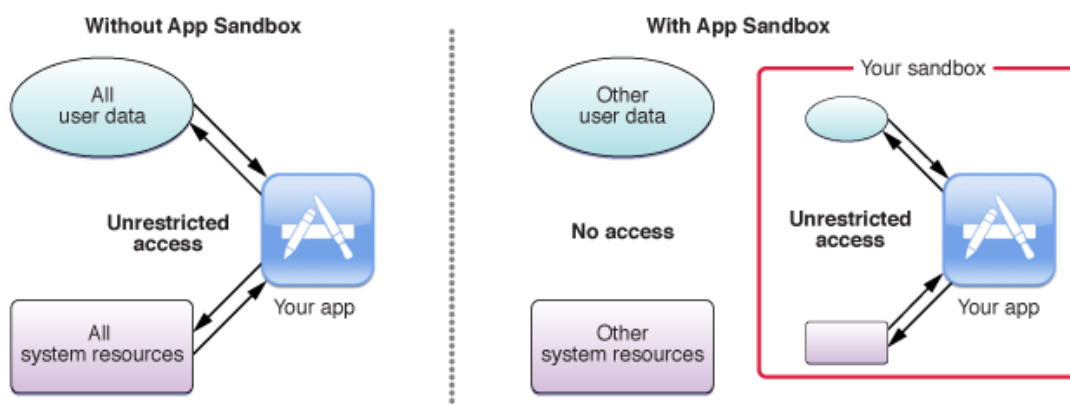 Without App Sandbox
All
user data
Unrestricted
access
Your app
All
system resources
With App Sandbox
Other
user data
Your sandbox
No access
Unrestricted
access
Your app
Other
system resources